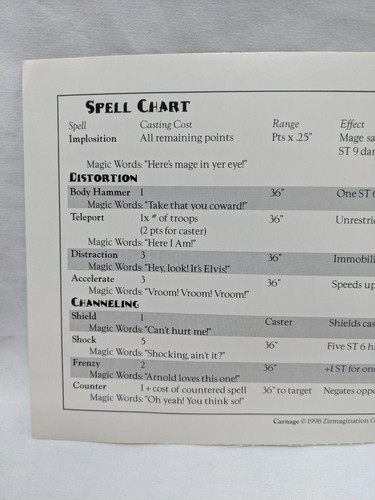 SPELL CHART
Spell Casting Cost Range Effect
Implosition All remaining points Pts x .25" Mage sa
ST 9 dar
Magic Words: "Here's mage in yer eye!"
DISTORTION
Body Hammer 1 36" One ST 6
Magic Words: "Take that you coward!"
Teleport 1x # of troops 36" Unrestric
(2 pts for caster)
Magic Words: "Here I Am!"
Distraction 3 36" Immobili
Magic Words: "Hey, look! It's Elvis!"
Accelerate 3 36" Speeds up
Magic Words: "Vroom! Vroom! Vroom!"
CHANNELING
Shield 1 Caster Shields cas
Magic Words: "Can't hurt me!"
Shock 5 36" Five ST 6 h
Magic Words: "Shocking, ain't it?"
Frenzy 2 36" +1 ST for one
Magic Words: "Arnold loves this one!"
Counter 1 + cost of countered spell 36" to target Negates oppo
Magic Words: "Oh yeah! You think so!"
Carnage © 1998 Ziemagination G